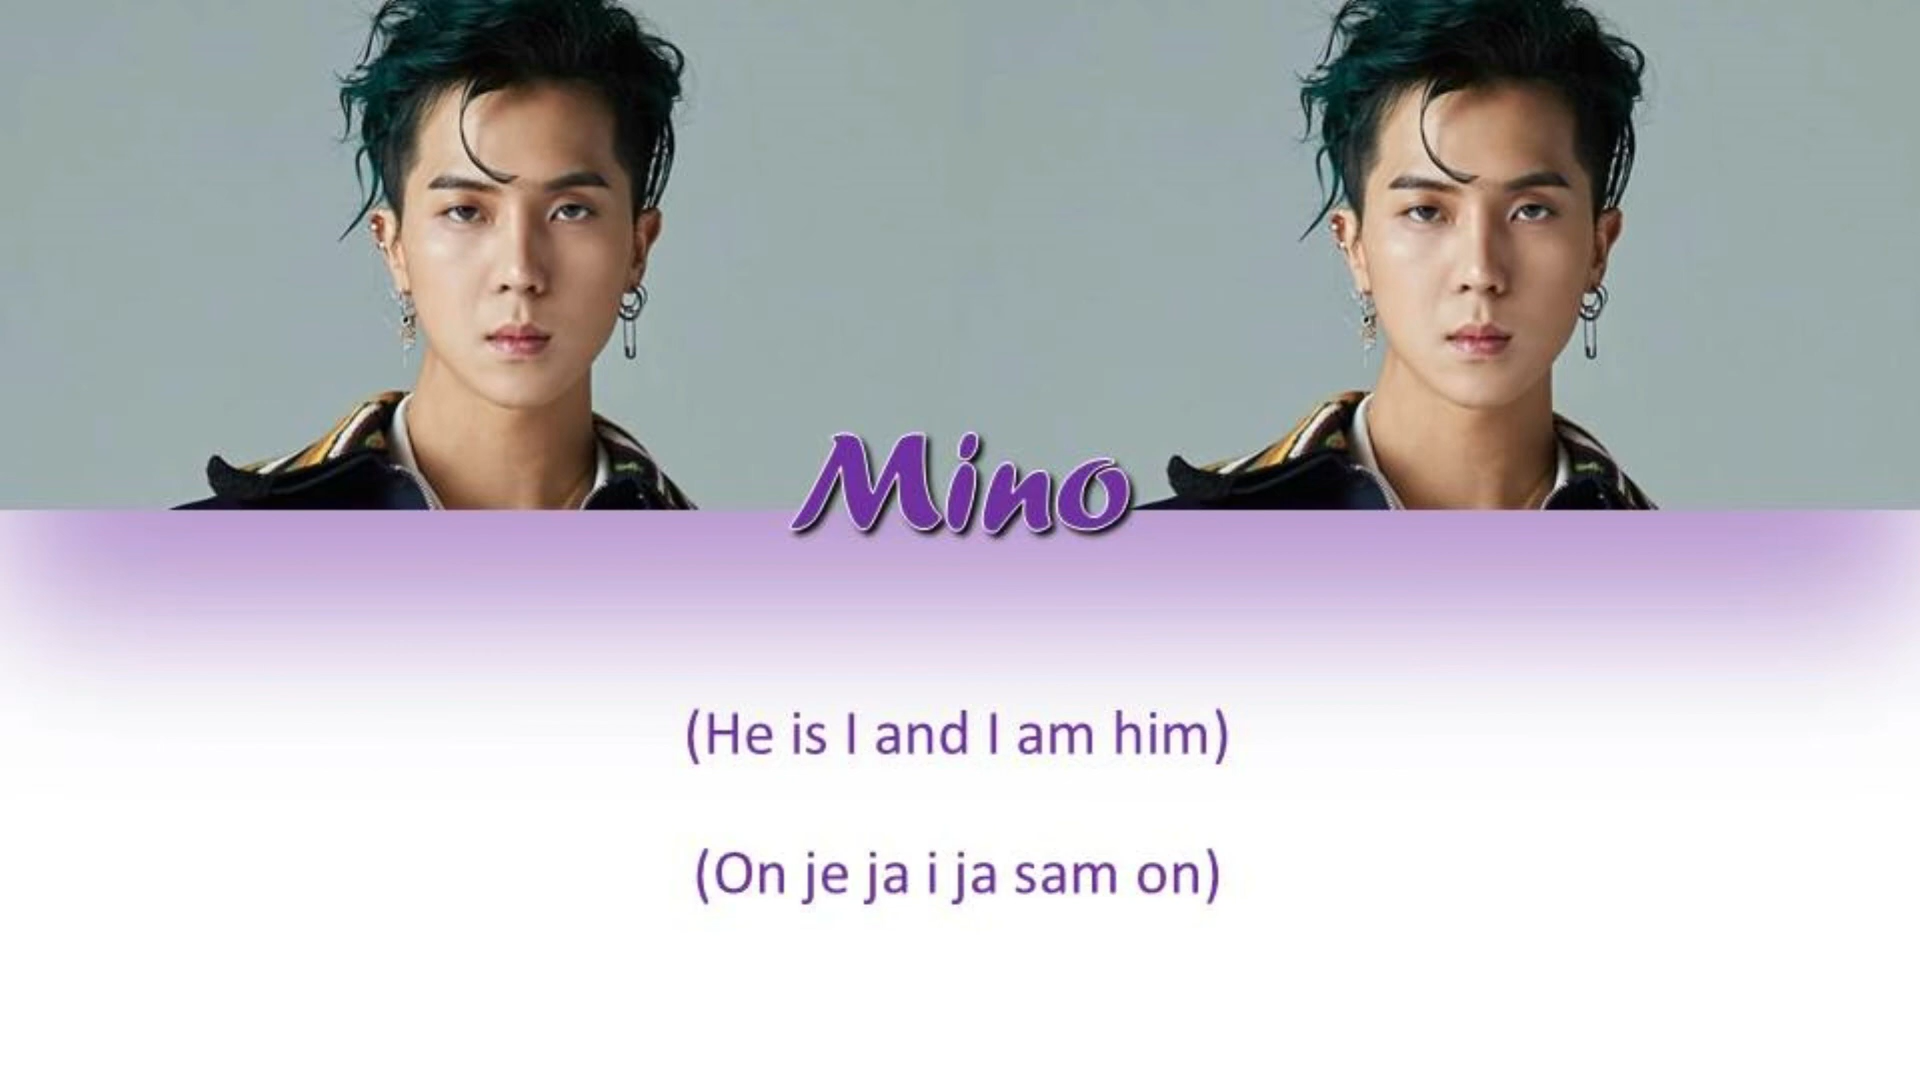 Mino
(He is I and I am him)
(On je ja i ja sam on)